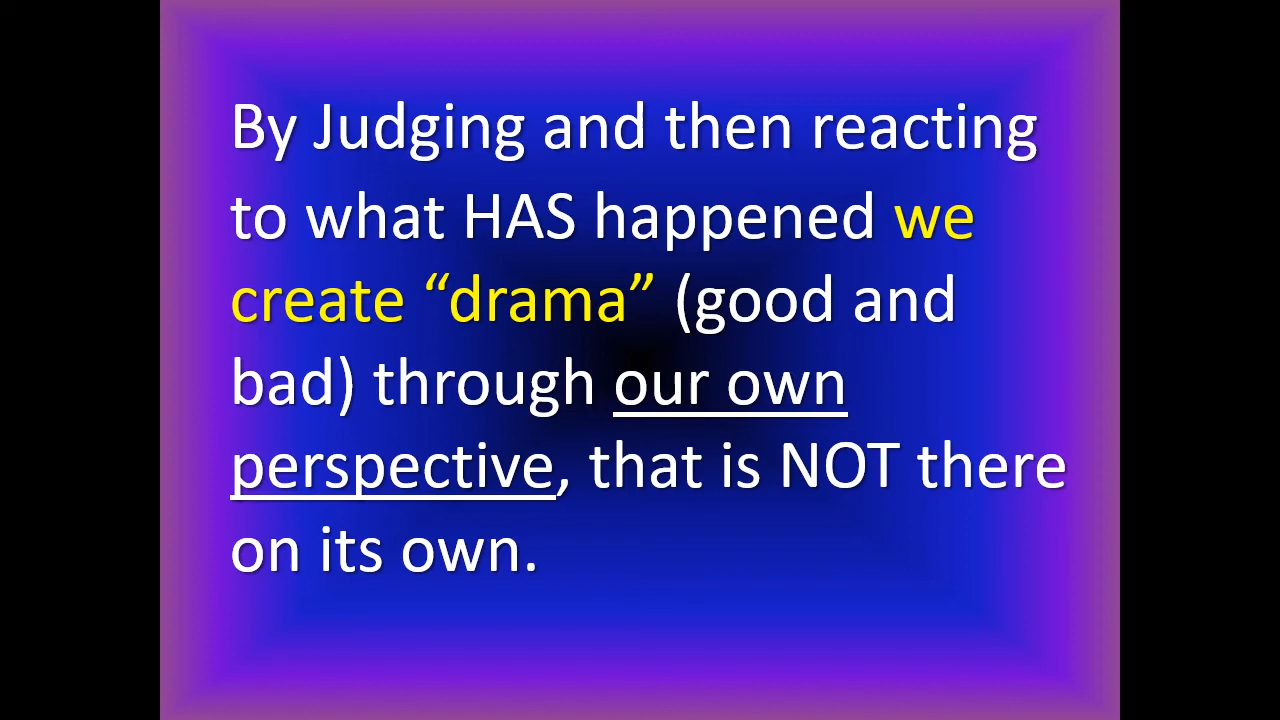 By Judging and then reacting
to what HAS happened we
create “drama” (good and
bad) through our own
perspective, that is NOT there
on its own.